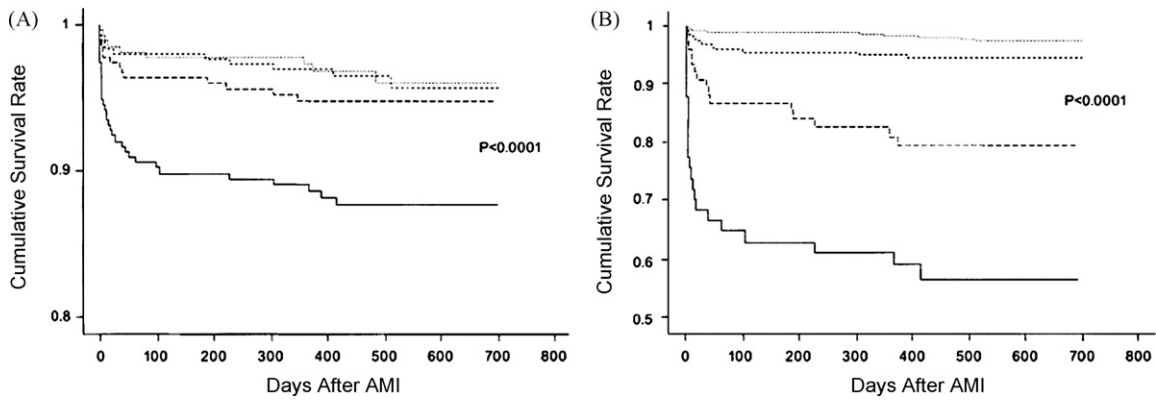 (A)
Cumulative Survival Rate
1
0.9
0.8
P<0.0001
0 100 200 300 400 500 600 700 800
Days After AMI
(B)
Cumulative Survival Rate
1
0.9
0.8
0.7
0.6
0.5
P<0.0001
0 100 200 300 400 500 600 700 800
Days After AMI